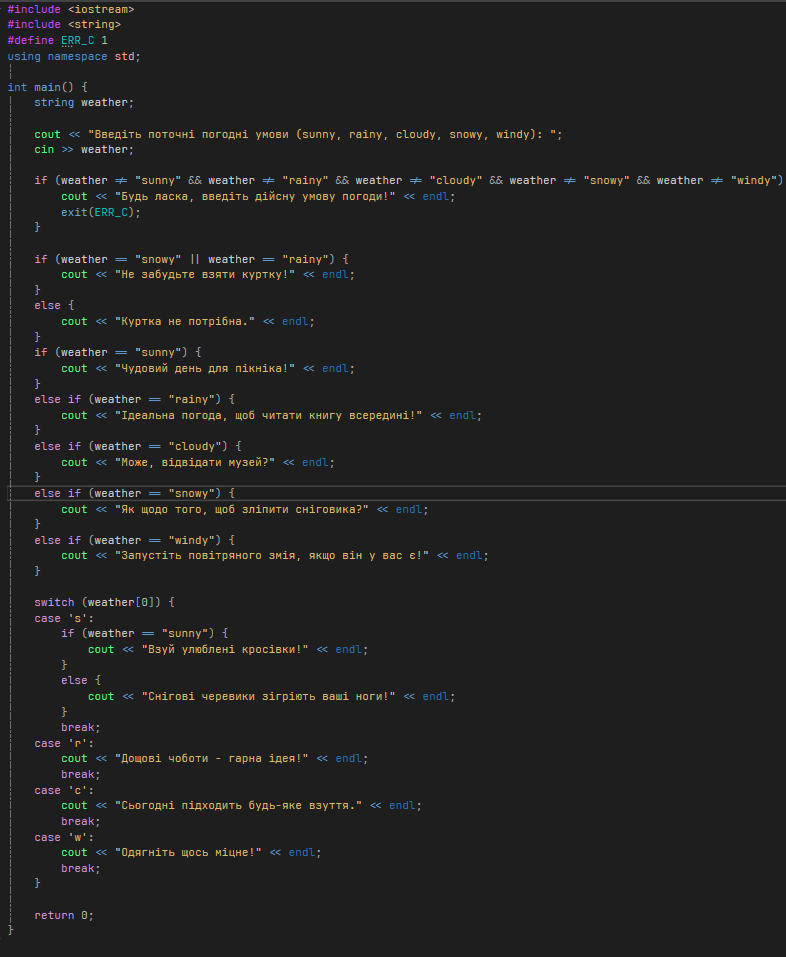 #include <iostream>
#include <string>
#define ERR_C 1
using namespace std;
int main() {
    string weather;
    cout << "Введіть поточні погодні умови (sunny, rainy, cloudy, snowy, windy): ";
    cin >> weather;
    if (weather != "sunny" && weather != "rainy" && weather != "cloudy" && weather != "snowy" && weather != "windy")
        cout << "Будь ласка, введіть дійсну умову погоди!" << endl;
        exit(ERR_C);
    }
    if (weather == "snowy" || weather == "rainy") {
        cout << "Не забудьте взяти куртку!" << endl;
    }
    else {
        cout << "Куртка не потрібна." << endl;
    }
    if (weather == "sunny") {
        cout << "Чудовий день для пікніка!" << endl;
    }
    else if (weather == "rainy") {
        cout << "Ідеальна погода, щоб читати книгу всередині!" << endl;
    }
    else if (weather == "cloudy") {
        cout << "Може, відвідати музей?" << endl;
    }
    else if (weather == "snowy") {
        cout << "Як щодо того, щоб зліпити сніговика?" << endl;
    }
    else if (weather == "windy") {
        cout << "Запустіть повітряного змія, якщо він у вас є!" << endl;
    }
    switch (weather[0]) {
    case 's':
        if (weather == "sunny") {
            cout << "Взуй улюблені кросівки!" << endl;
        }
        else {
            cout << "Снігові черевики зігріють ваші ноги!" << endl;
        }
        break;
    case 'r':
        cout << "Дощові чоботи - гарна ідея!" << endl;
        break;
    case 'c':
        cout << "Сьогодні підходить будь-яке взуття." << endl;
        break;
    case 'w':
        cout << "Одягніть щось міцне!" << endl;
        break;
    }
    return 0;
}